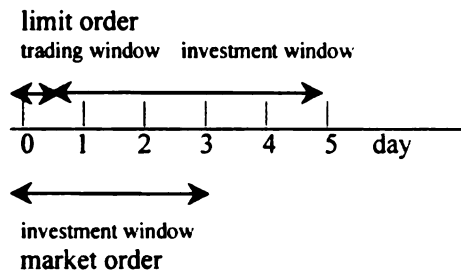 limit order
trading window investment window
0 1 2 3 4 5 day
investment window
market order